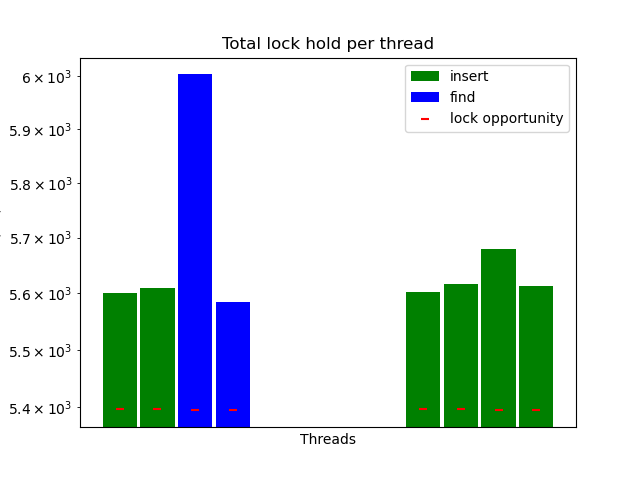 Total lock hold per thread
6 × 10³
5.9 × 10³
5.8 × 10³
5.7 × 10³
5.6 × 10³
5.5 × 10³
5.4 × 10³
insert
find
lock opportunity
Threads